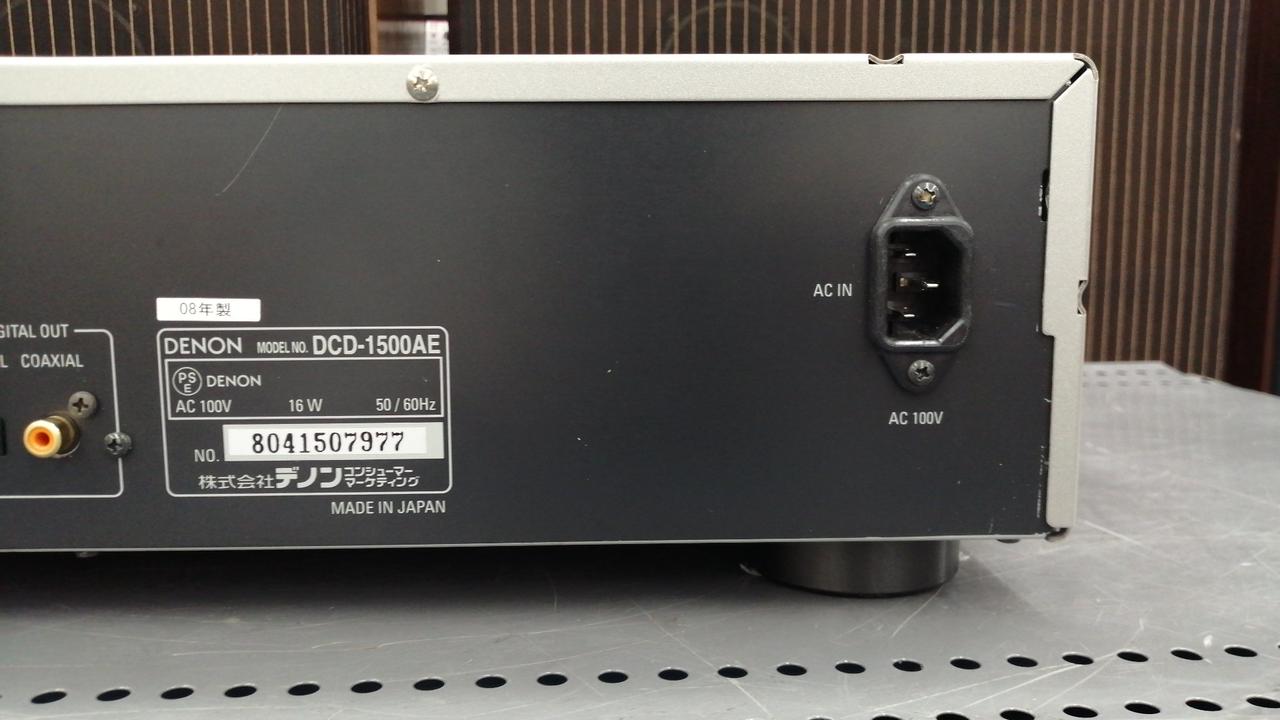 08年製
GITAL OUT
L COAXIAL
DENON MODEL NO. DCD-1500AE
PS
E
DENON
AC 100V 16 W 50 / 60Hz
NO. 8041507977
株式会社デノン コンシューマー
マーケティング
MADE IN JAPAN
AC IN
AC 100V